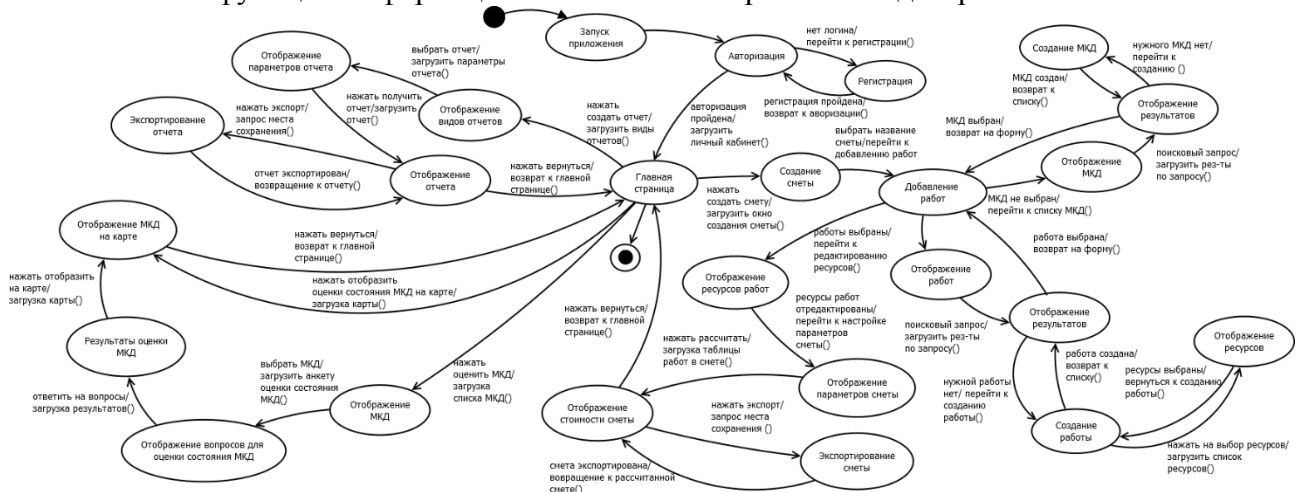 Запуск
приложения
Авторизация
нет логина/
перейти к регистрации()
Регистрация
регистрация пройдена/
возврат к аворизации()
авторизация
пройдена/
загрузить
личный кабинет()
Отображение
параметров отчета
выбрать отчет/
загрузить параметры
отчета()
Отображение
видов отчетов
нажать
создать отчет/
загрузить виды
отчетов()
нажать получить
отчет/загрузить
отчет()
Экспортирование
отчета
нажать экспорт/
запрос места
сохранения()
отчет экспортирован/
возвращение к отчету()
Отображение
отчета
нажать вернуться/
возврат к главной
странице()
Главная
страница
нажать
создать смету/
загрузить окно
создания сметы()
Создание
сметы
выбрать название
сметы/перейти к
добавлению работ
Добавление
работ
Создание МКД
нужного МКД нет/
перейти к
созданию ()
МКД создан/
возврат к
списку()
Отображение
результатов
МКД выбран/
возврат на форму()
Отображение
МКД
поисковый запрос/
загрузить рез-ты
по запросу()
МКД не выбран/
перейти к списку МКД()
Отображение МКД
на карте
нажать вернуться/
возврат к главной
странице()
нажать отобразить
на карте/
загрузка карты()
нажать отобразить
оценки состояния МКД на карте/
загрузка карты()
Результаты оценки
МКД
ответить на вопросы/
загрузка результатов()
выбрать МКД/
загрузить анкету
оценки состояния
МКД()
Отображение вопросов для
оценки состояния МКД
Отображение
МКД
нажать
оценить МКД/
загрузка
списка МКД()
нажать вернуться/
возврат к главной
странице()
работы выбраны/
перейти к
редактированию
ресурсов()
Отображение
ресурсов работ
ресурсы работ
отредактированы/
перейти к настройке
параметров
сметы()
Отображение
работ
работа выбрана/
возврат на форму()
поисковый запрос/
загрузить рез-ты
по запросу()
Отображение
результатов
Отображение
ресурсов
нажать рассчитать/
загрузка таблицы
работ в смете()
Отображение
параметров сметы
Отображение
стоимости сметы
нажать экспорт/
запрос места
сохранения ()
Экспортирование
сметы
смета экспортирована/
вовращение к рассчитанной
смете()
нужной работы
нет/ перейти к
созданию
работы()
работа создана/
возврат к
списку()
ресурсы выбраны/
вернуться к созданию
работы()
Создание
работы
нажать на выбор ресурсов/
загрузить список
ресурсов()